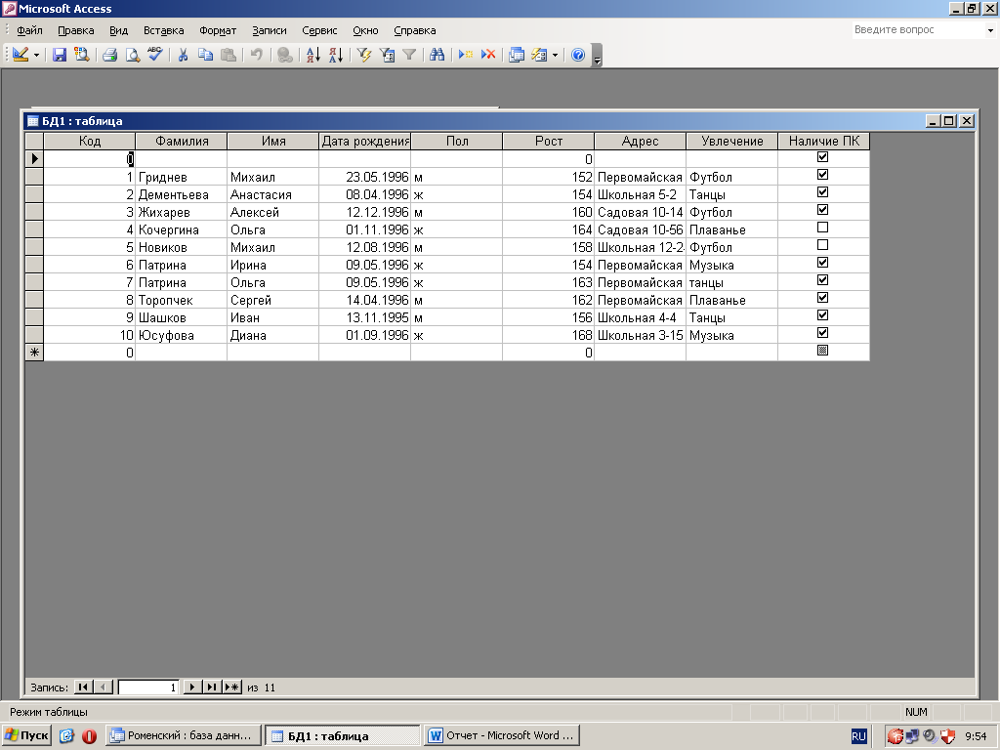 Microsoft Access
Файл Правка Вид Вставка Формат Записи Сервис Окно Справка Введите вопрос
БД1 : таблица
Код Фамилия Имя Дата рождения Пол Рост Адрес Увлечение Наличие ПК
0 0
1 Гриднев Михаил 23.05.1996 м 152 Первомайская Футбол
2 Дементьева Анастасия 08.04.1996 ж 154 Школьная 5-2 Танцы
3 Жихарев Алексей 12.12.1996 м 160 Садовая 10-14 Футбол
4 Кочергина Ольга 01.11.1996 ж 164 Садовая 10-56 Плаванье
5 Новиков Михаил 12.08.1996 м 158 Школьная 12-2 Футбол
6 Патрина Ирина 09.05.1996 ж 154 Первомайская Музыка
7 Патрина Ольга 09.05.1996 ж 163 Первомайская танцы
8 Торопчек Сергей 14.04.1996 м 162 Первомайская Плаванье
9 Шашков Иван 13.11.1995 м 156 Школьная 4-4 Танцы
10 Юсуфова Диана 01.09.1996 ж 168 Школьная 3-15 Музыка
0 0
Запись: 1 из 11
Режим таблицы NUM
Пуск Роменский : база данн... БД1 : таблица Отчет - Microsoft Word ... RU 9:54